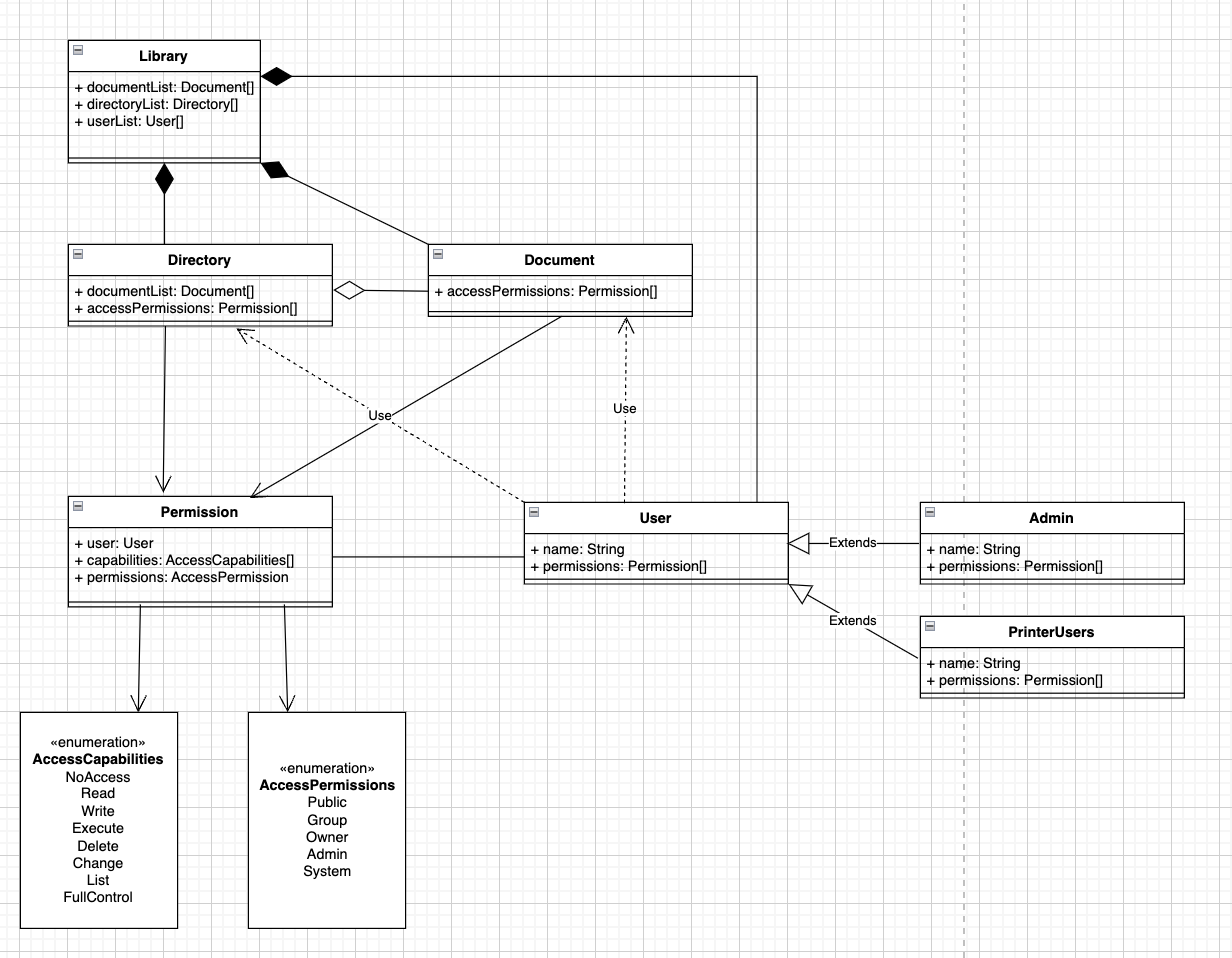 Library
+ documentList: Document[]
+ directoryList: Directory[]
+ userList: User[]
Directory
+ documentList: Document[]
+ accessPermissions: Permission[]
Document
+ accessPermissions: Permission[]
Use
Use
Permission
+ user: User
+ capabilities: AccessCapabilities[]
+ permissions: AccessPermission
User
+ name: String
+ permissions: Permission[]
Extends
Admin
+ name: String
+ permissions: Permission[]
Extends
PrinterUsers
+ name: String
+ permissions: Permission[]
«enumeration»
AccessCapabilities
NoAccess
Read
Write
Execute
Delete
Change
List
FullControl
«enumeration»
AccessPermissions
Public
Group
Owner
Admin
System